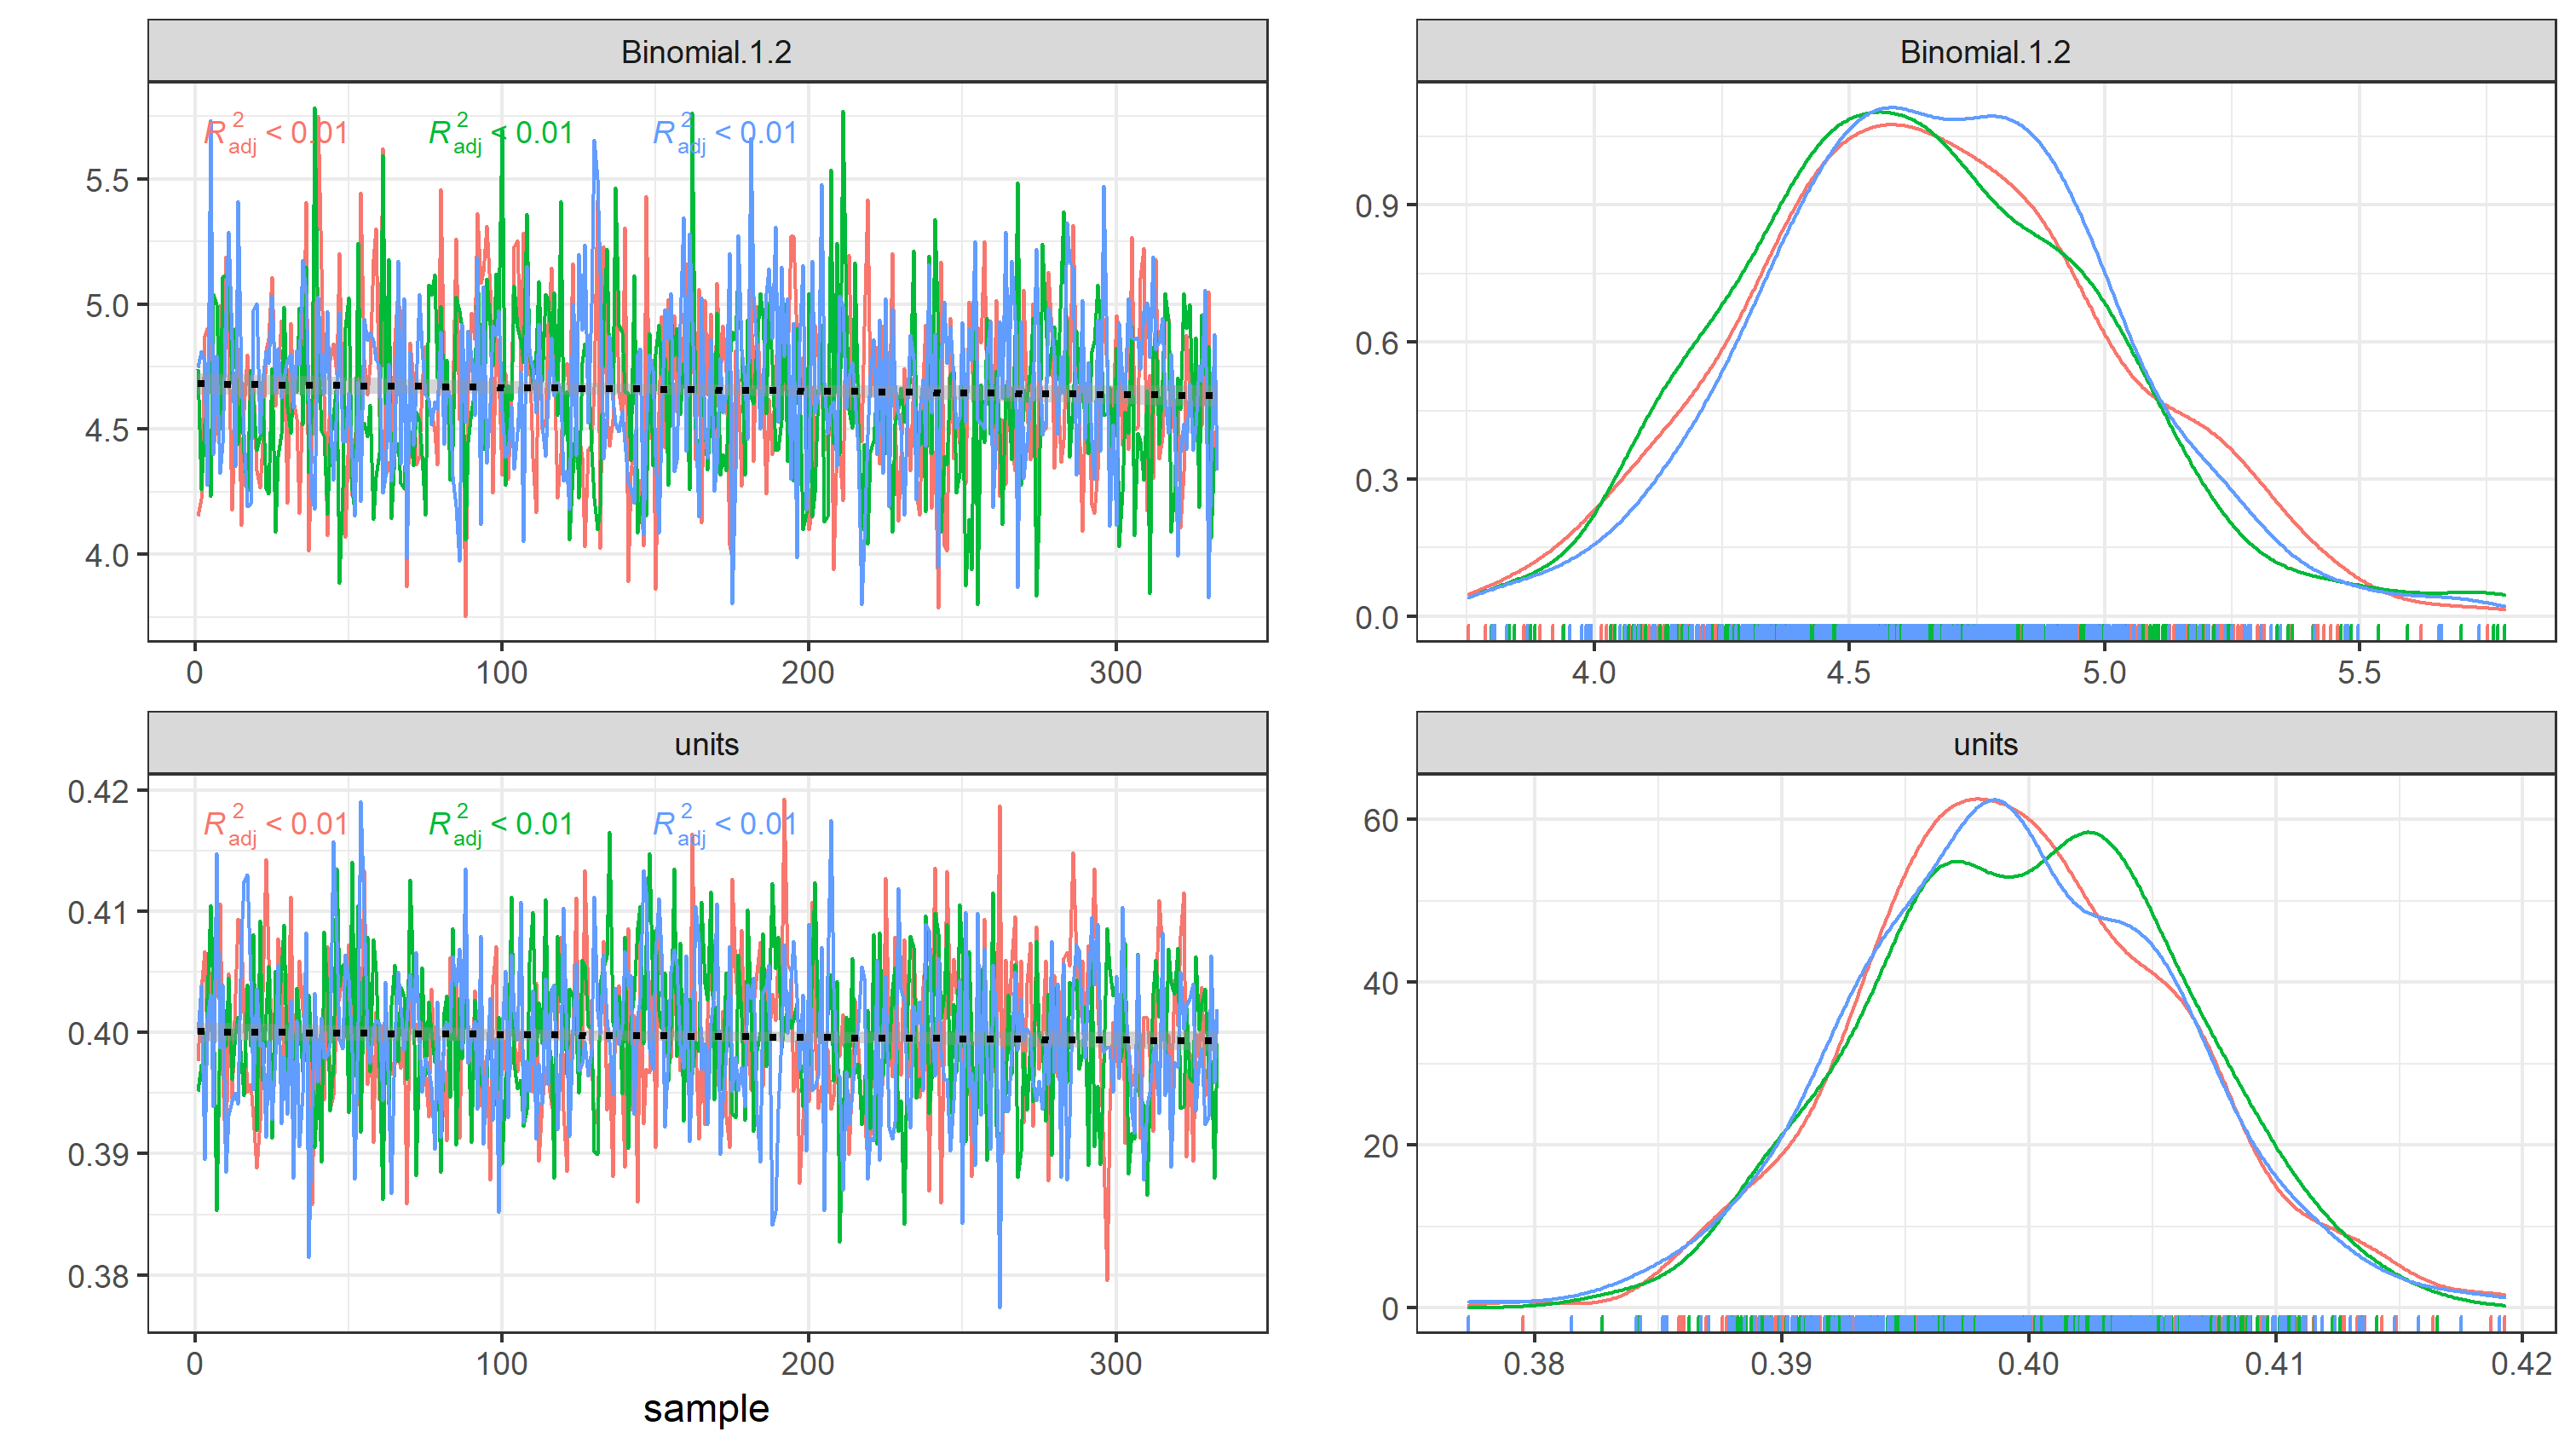 Binomial.1.2
R²adj < 0.01 R²adj < 0.01 R²adj < 0.01
5.5
5.0
4.5
4.0
0 100 200 300
Binomial.1.2
0.9
0.6
0.3
0.0
4.0 4.5 5.0 5.5
units
0.42
R²adj < 0.01 R²adj < 0.01 R²adj < 0.01
0.41
0.40
0.39
0.38
0 100 200 300
sample
units
60
40
20
0
0.38 0.39 0.40 0.41 0.42